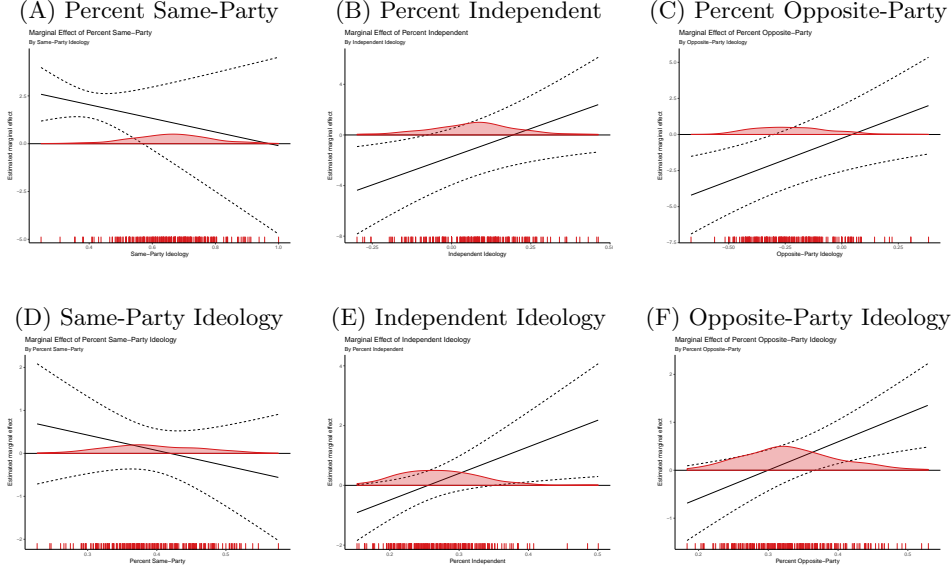 (A) Percent Same-Party
Marginal Effect of Percent Same−Party
By Same−Party Ideology
Estimated marginal effect
2.5
0.0
−2.5
−5.0
0.4
0.6
0.8
1.0
Same−Party Ideology
(B) Percent Independent
Marginal Effect of Percent Independent
By Independent Ideology
Estimated marginal effect
4
0
−4
−8
−0.25
0.00
0.25
0.50
Independent Ideology
(C) Percent Opposite-Party
Marginal Effect of Percent Opposite−Party
By Opposite−Party Ideology
Estimated marginal effect
5.0
2.5
0.0
−2.5
−5.0
−7.5
−0.50
−0.25
0.00
0.25
Opposite−Party Ideology
(D) Same-Party Ideology
Marginal Effect of Percent Same−Party Ideology
By Percent Same−Party
Estimated marginal effect
2
1
0
−2
0.3
0.4
0.5
Percent Same−Party
(E) Independent Ideology
Marginal Effect of Independent Ideology
By Percent Independent
Estimated marginal effect
4
2
0
−2
0.2
0.3
0.4
0.5
Percent Independent
(F) Opposite-Party Ideology
Marginal Effect of Percent Opposite−Party Ideology
By Percent Opposite−Party
Estimated marginal effect
2
1
0
−1
0.2
0.3
0.4
0.5
Percent Opposite−Party